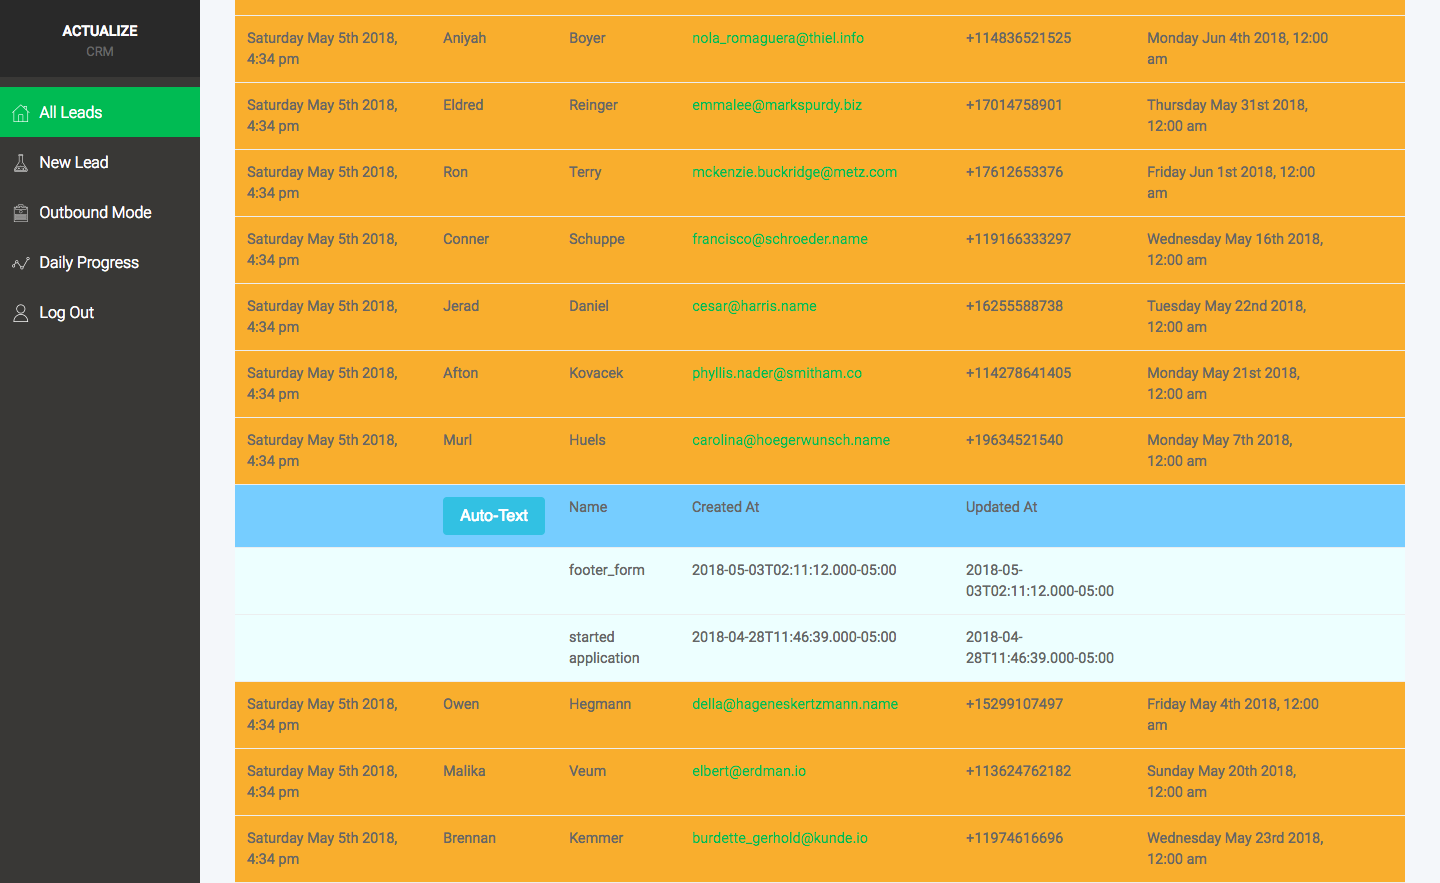 ACTUALIZE
CRM
All Leads
New Lead
Outbound Mode
Daily Progress
Log Out
Saturday May 5th 2018, Aniyah Boyer nola_romaguera@thiel.info +114836521525 Monday Jun 4th 2018, 12:00
4:34 pm am
Saturday May 5th 2018, Eldred Reinger emmalee@markspurdy.biz +17014758901 Thursday May 31st 2018,
4:34 pm 12:00 am
Saturday May 5th 2018, Ron Terry mckenzie.buckridge@metz.com +17612653376 Friday Jun 1st 2018, 12:00
4:34 pm am
Saturday May 5th 2018, Conner Schuppe francisco@schroeder.name +119166333297 Wednesday May 16th 2018,
4:34 pm 12:00 am
Saturday May 5th 2018, Jerad Daniel cesar@harris.name +16255588738 Tuesday May 22nd 2018,
4:34 pm 12:00 am
Saturday May 5th 2018, Afton Kovacek phyllis.nader@smitham.co +114278641405 Monday May 21st 2018,
4:34 pm 12:00 am
Saturday May 5th 2018, Murl Huels carolina@hoegerwunsch.name +19634521540 Monday May 7th 2018,
4:34 pm 12:00 am
Auto-Text Name Created At Updated At
footer_form 2018-05-03T02:11:12.000-05:00 2018-05-
03T02:11:12.000-05:00
started 2018-04-28T11:46:39.000-05:00 2018-04-
application 28T11:46:39.000-05:00
Saturday May 5th 2018, Owen Hegmann della@hageneskertzmann.name +15299107497 Friday May 4th 2018, 12:00
4:34 pm am
Saturday May 5th 2018, Malika Veum elbert@erdman.io +113624762182 Sunday May 20th 2018,
4:34 pm 12:00 am
Saturday May 5th 2018, Brennan Kemmer burdette_gerhold@kunde.io +11974616696 Wednesday May 23rd 2018,
4:34 pm 12:00 am